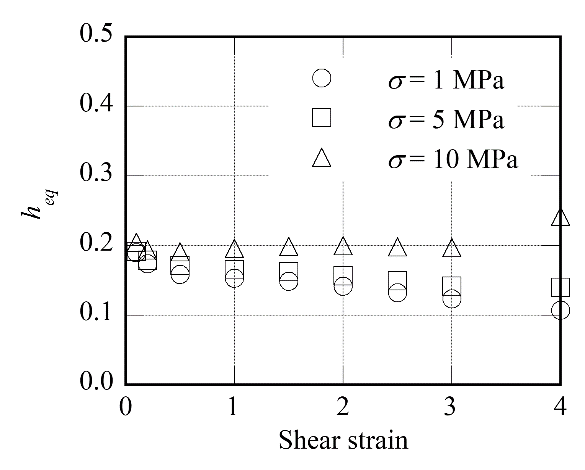 0.5
0.4
0.3
0.2
0.1
0.0
h_eq
σ = 1 MPa
σ = 5 MPa
σ = 10 MPa
0 1 2 3 4
Shear strain